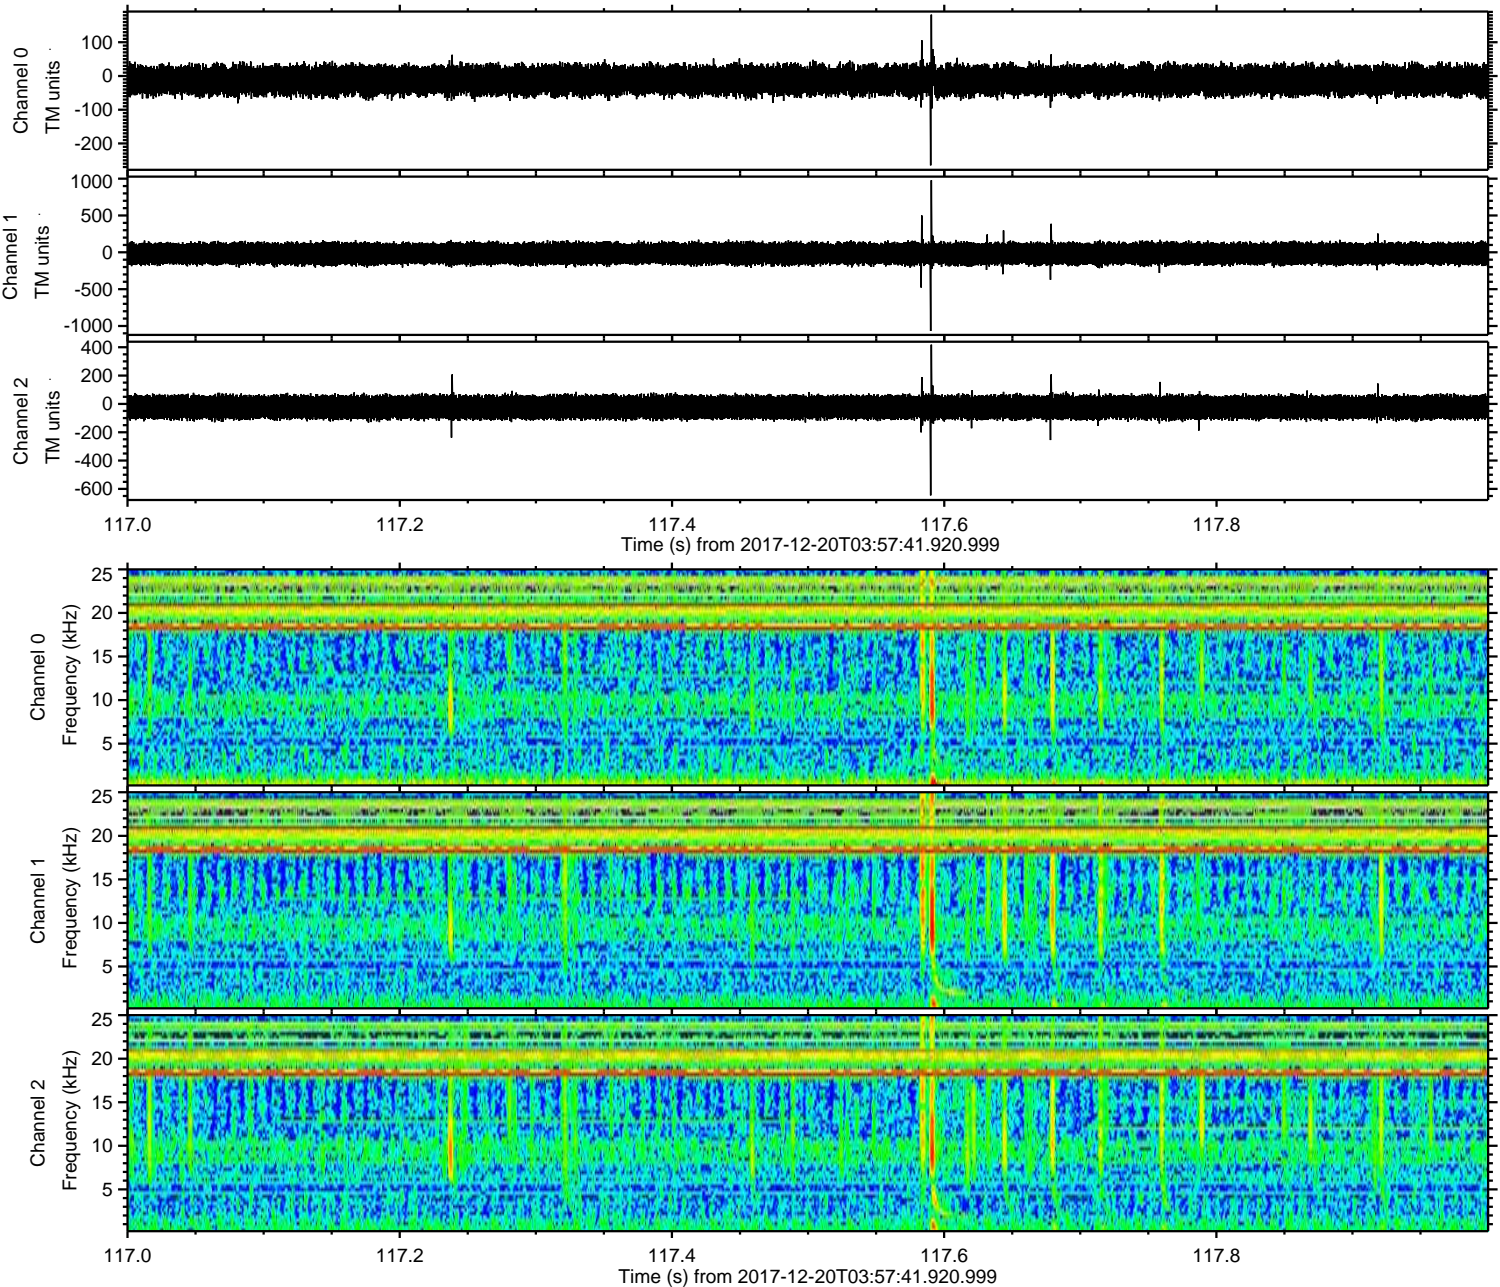 Channel 0
TM units
100
0
-100
-200
Channel 1
TM units
1000
500
0
-500
-1000
Channel 2
TM units
400
200
0
-200
-400
-600
117.0 117.2 117.4 117.6 117.8
Time (s) from 2017-12-20T03:57:41.920.999
Channel 0
Frequency (kHz)
25
20
15
10
5
Channel 1
Frequency (kHz)
25
20
15
10
5
Channel 2
Frequency (kHz)
25
20
15
10
5
117.0 117.2 117.4 117.6 117.8
Time (s) from 2017-12-20T03:57:41.920.999